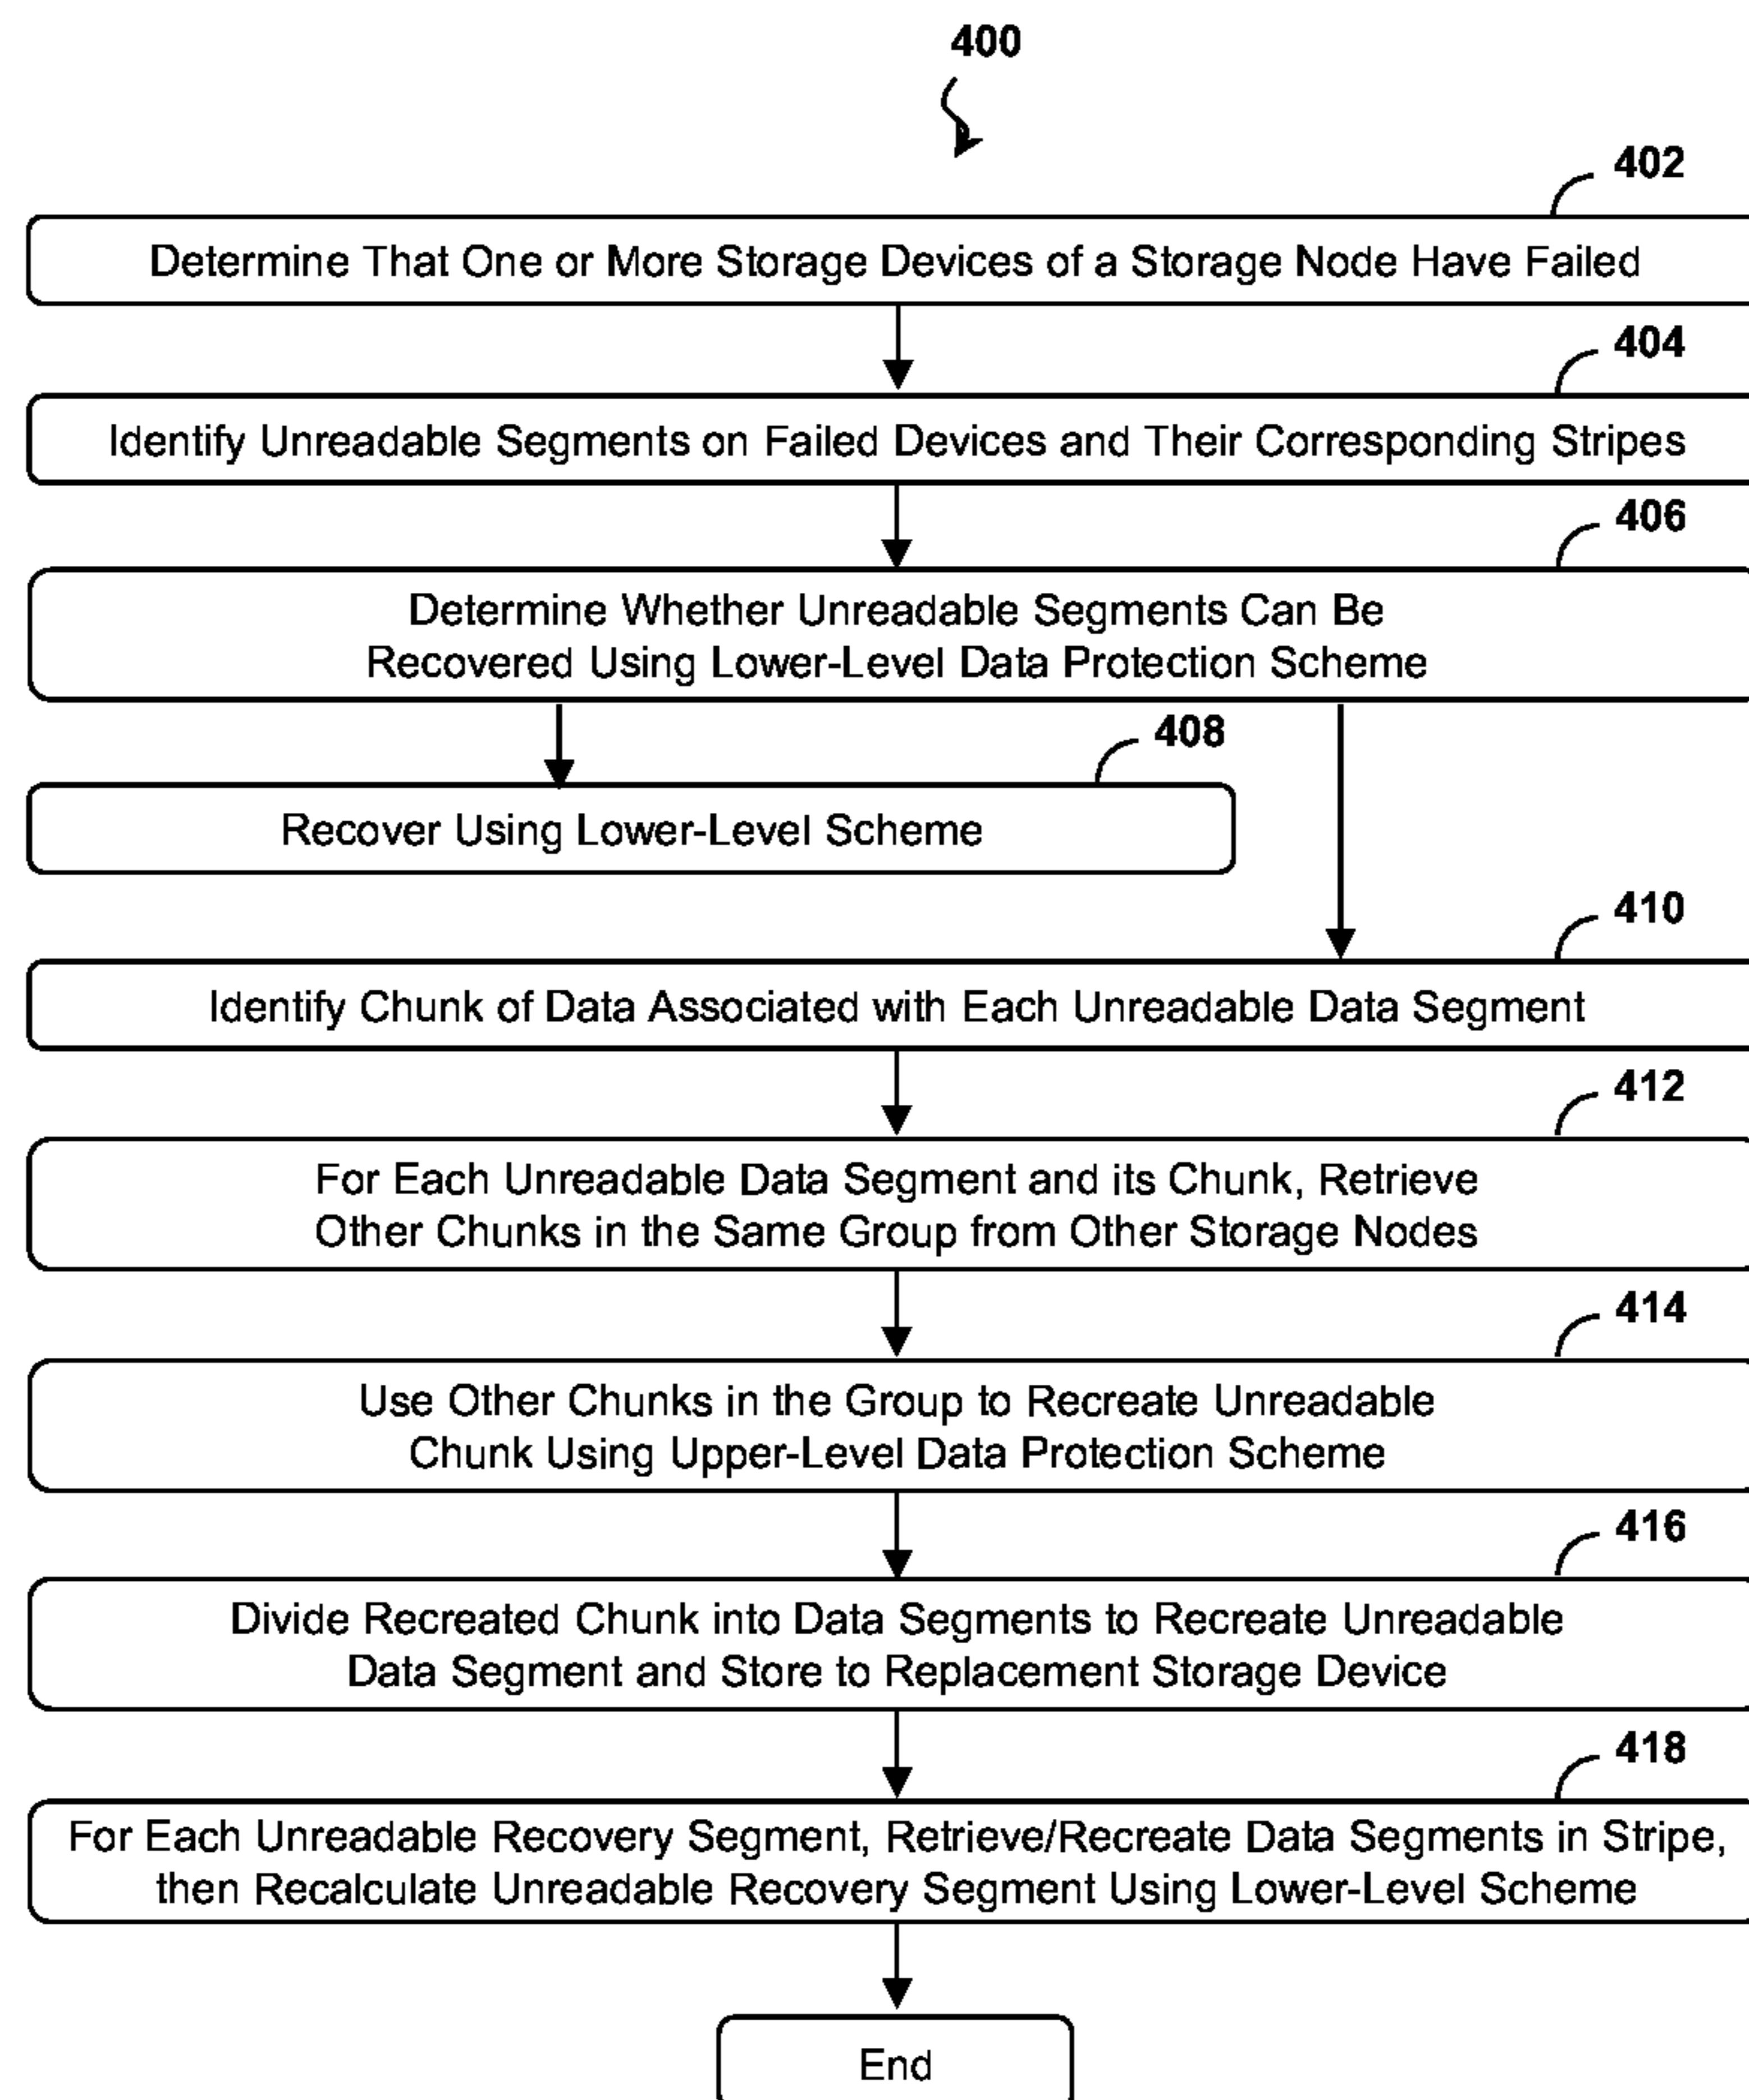 400
402
Determine That One or More Storage Devices of a Storage Node Have Failed
404
Identify Unreadable Segments on Failed Devices and Their Corresponding Stripes
406
Determine Whether Unreadable Segments Can Be
Recovered Using Lower-Level Data Protection Scheme
408
Recover Using Lower-Level Scheme
410
Identify Chunk of Data Associated with Each Unreadable Data Segment
412
For Each Unreadable Data Segment and its Chunk, Retrieve
Other Chunks in the Same Group from Other Storage Nodes
414
Use Other Chunks in the Group to Recreate Unreadable
Chunk Using Upper-Level Data Protection Scheme
416
Divide Recreated Chunk into Data Segments to Recreate Unreadable
Data Segment and Store to Replacement Storage Device
418
For Each Unreadable Recovery Segment, Retrieve/Recreate Data Segments in Stripe,
then Recalculate Unreadable Recovery Segment Using Lower-Level Scheme
End